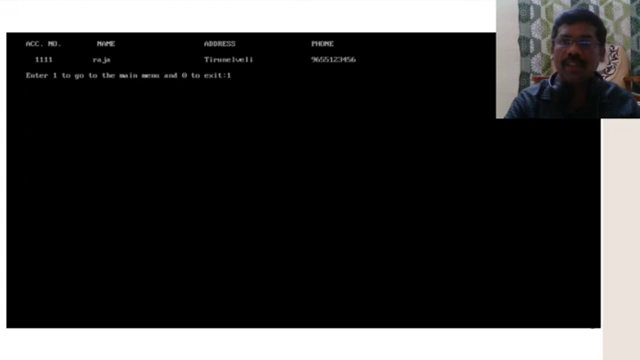 ACC. NO. NAME ADDRESS PHONE
1111 raja Tirunelveli 9655123456
Enter 1 to go to the main menu and 0 to exit:1